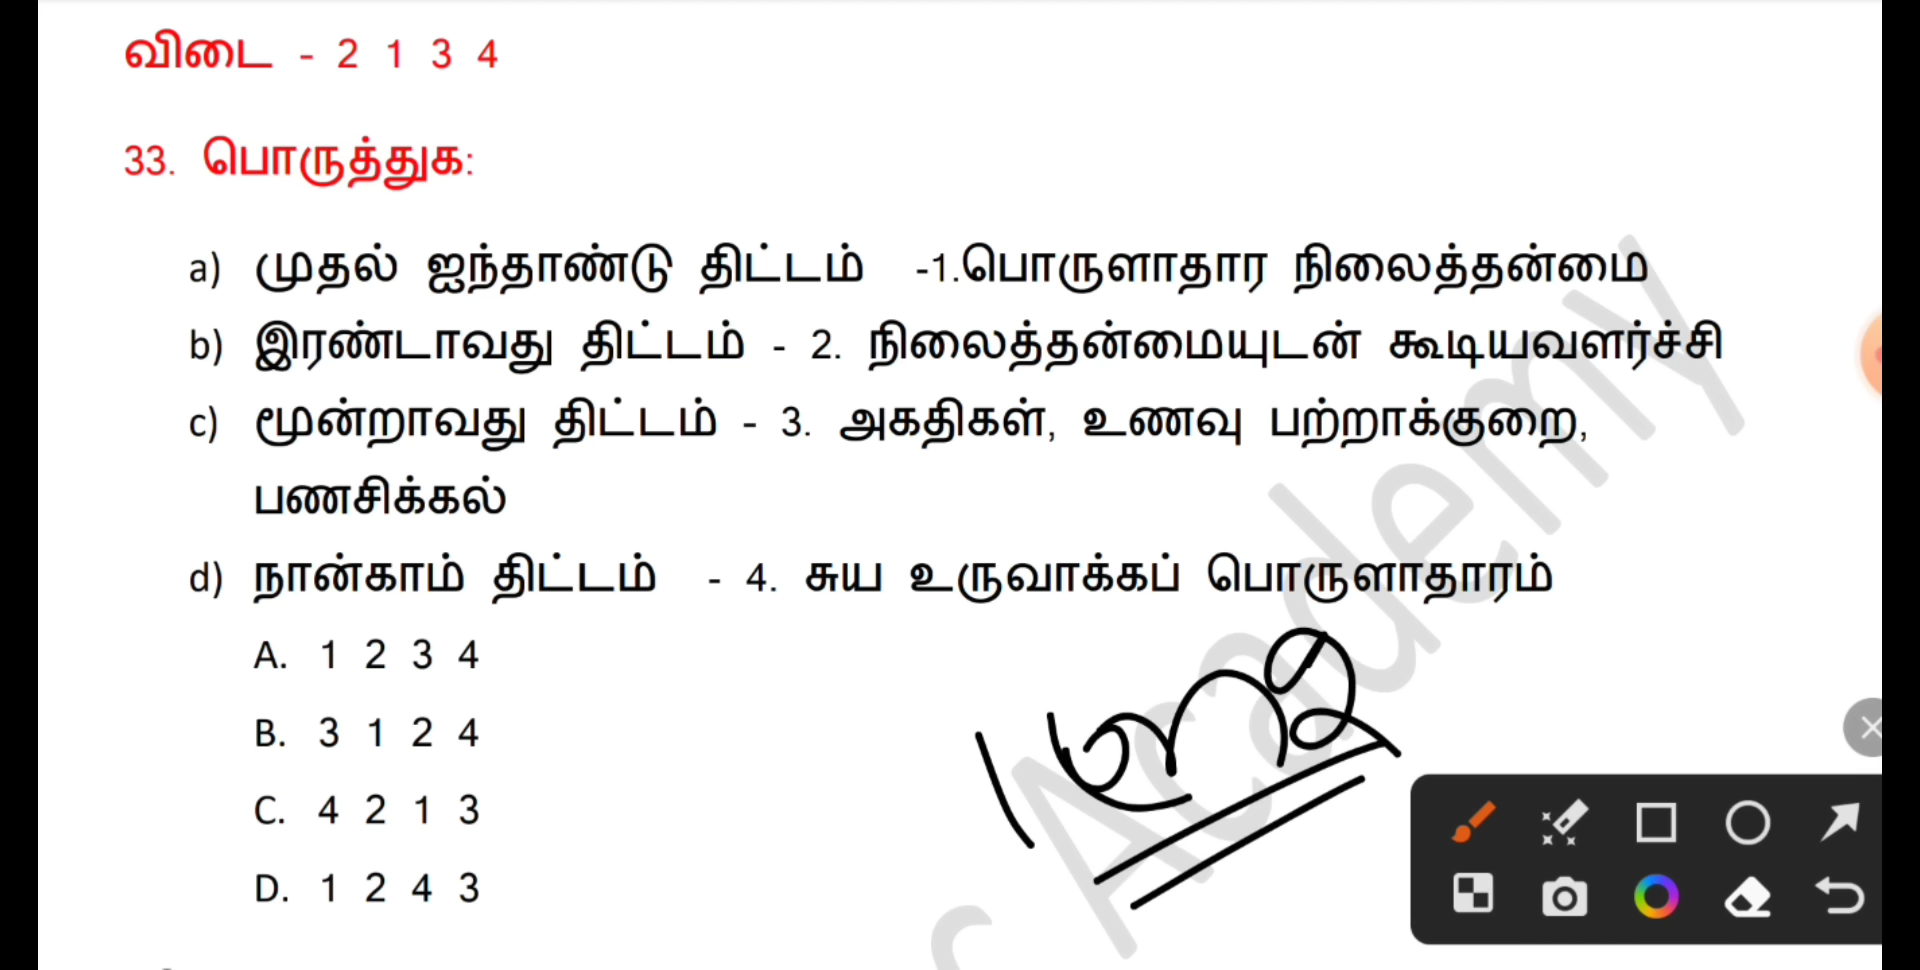 விடை - 2 1 3 4
33. பொருத்துக:
a) முதல் ஐந்தாண்டு திட்டம் -1.பொருளாதார நிலைத்தன்மை
b) இரண்டாவது திட்டம் - 2. நிலைத்தன்மையுடன் கூடியவளர்ச்சி
c) மூன்றாவது திட்டம் - 3. அகதிகள், உணவு பற்றாக்குறை,
பணசிக்கல்
d) நான்காம் திட்டம் - 4. சுய உருவாக்கப் பொருளாதாரம்
A. 1 2 3 4
B. 3 1 2 4
C. 4 2 1 3
D. 1 2 4 3
Academy